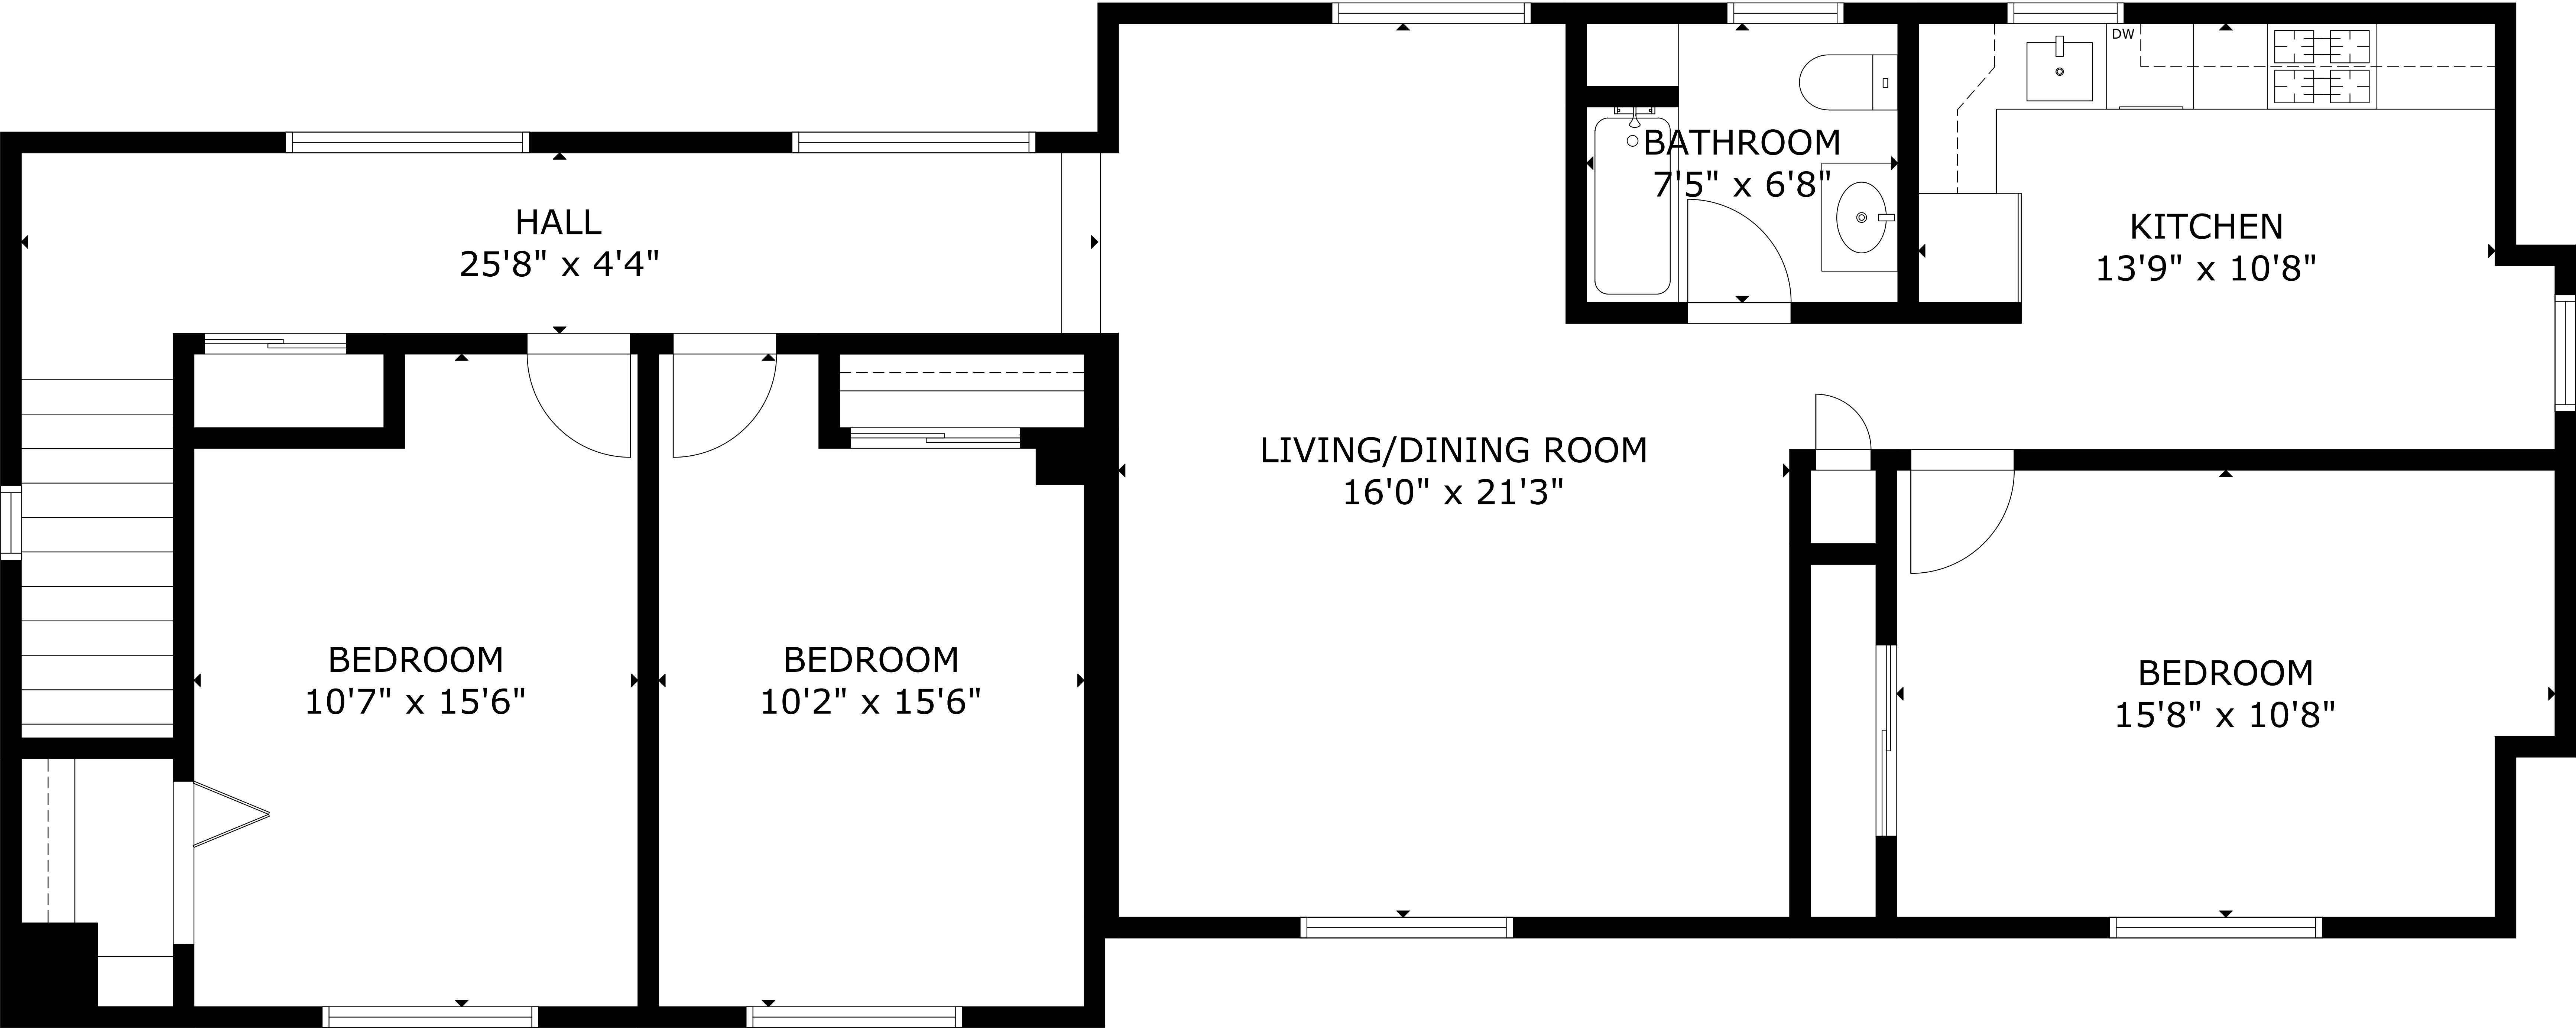 DW
BATHROOM
7'5" x 6'8"
HALL
25'8" x 4'4"
KITCHEN
13'9" x 10'8"
LIVING/DINING ROOM
16'0" x 21'3"
BEDROOM
10'7" x 15'6"
BEDROOM
10'2" x 15'6"
BEDROOM
15'8" x 10'8"